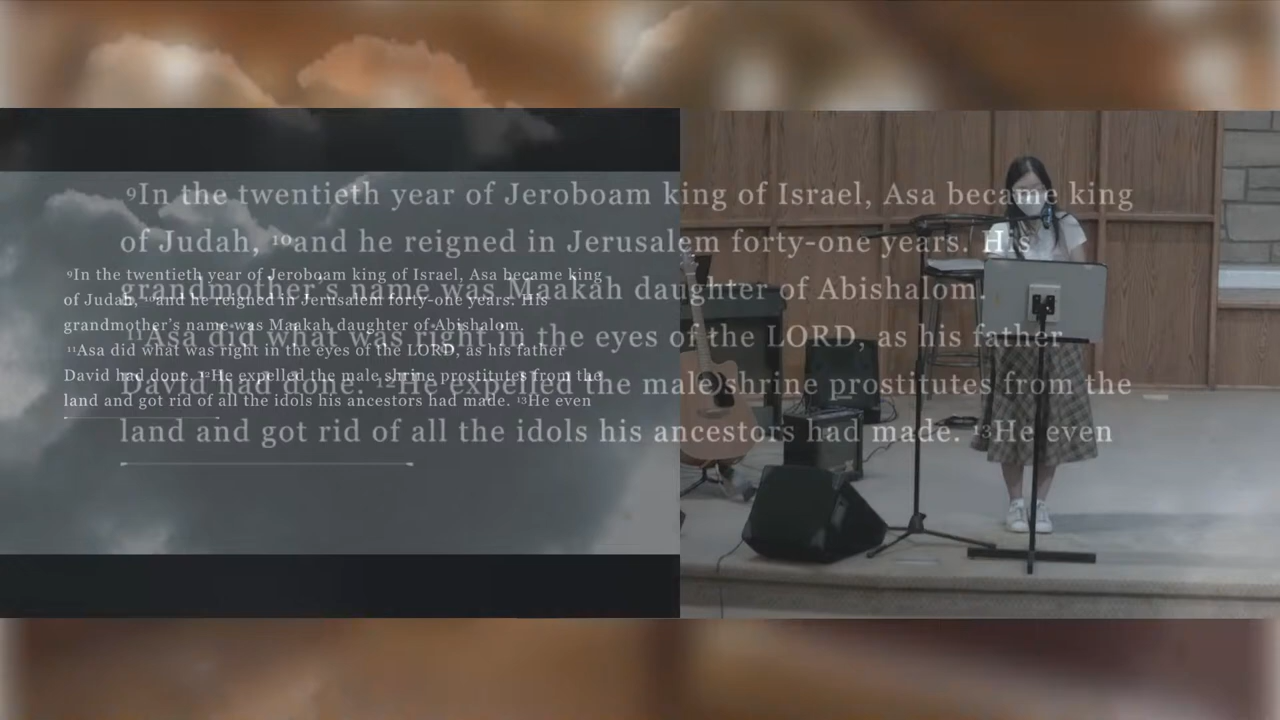 ⁹In the twentieth year of Jeroboam king of Israel, Asa became king
of Judah, ¹⁰and he reigned in Jerusalem forty-one years. His
grandmother's name was Maakah daughter of Abishalom.
¹¹Asa did what was right in the eyes of the LORD, as his father
David had done. ¹²He expelled the male shrine prostitutes from the
land and got rid of all the idols his ancestors had made. ¹³He even
⁹In the twentieth year of Jeroboam king of Israel, Asa became king
of Judah, ¹⁰and he reigned in Jerusalem forty-one years. His
grandmother's name was Maakah daughter of Abishalom.
¹¹Asa did what was right in the eyes of the LORD, as his father
David had done. ¹²He expelled the male shrine prostitutes from the
land and got rid of all the idols his ancestors had made. ¹³He even